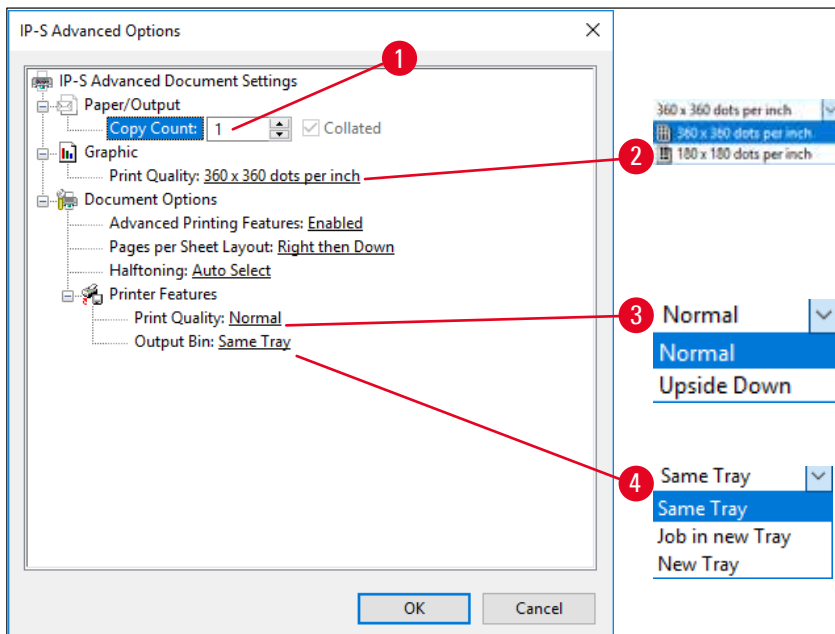 IP-S Advanced Options
1
IP-S Advanced Document Settings
Paper/Output
Copy Count: 1 Collated
Graphic
Print Quality: 360 x 360 dots per inch
Document Options
Advanced Printing Features: Enabled
Pages per Sheet Layout: Right then Down
Halftoning: Auto Select
Printer Features
Print Quality: Normal
Output Bin: Same Tray
OK
Cancel
2
360 x 360 dots per inch
360 x 360 dots per inch
180 x 180 dots per inch
3
Normal
Normal
Upside Down
4
Same Tray
Same Tray
Job in new Tray
New Tray